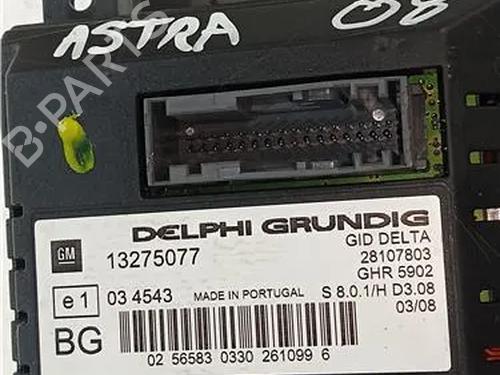 ASTRA 08
B-PARTS
DELPHI GRUNDIG
GM 13275077 GID DELTA
28107803
GHR 5902
e1 03 4543 MADE IN PORTUGAL S 8.0.1/H D3.08
03/08
BG
02 56583 0330 261099 6